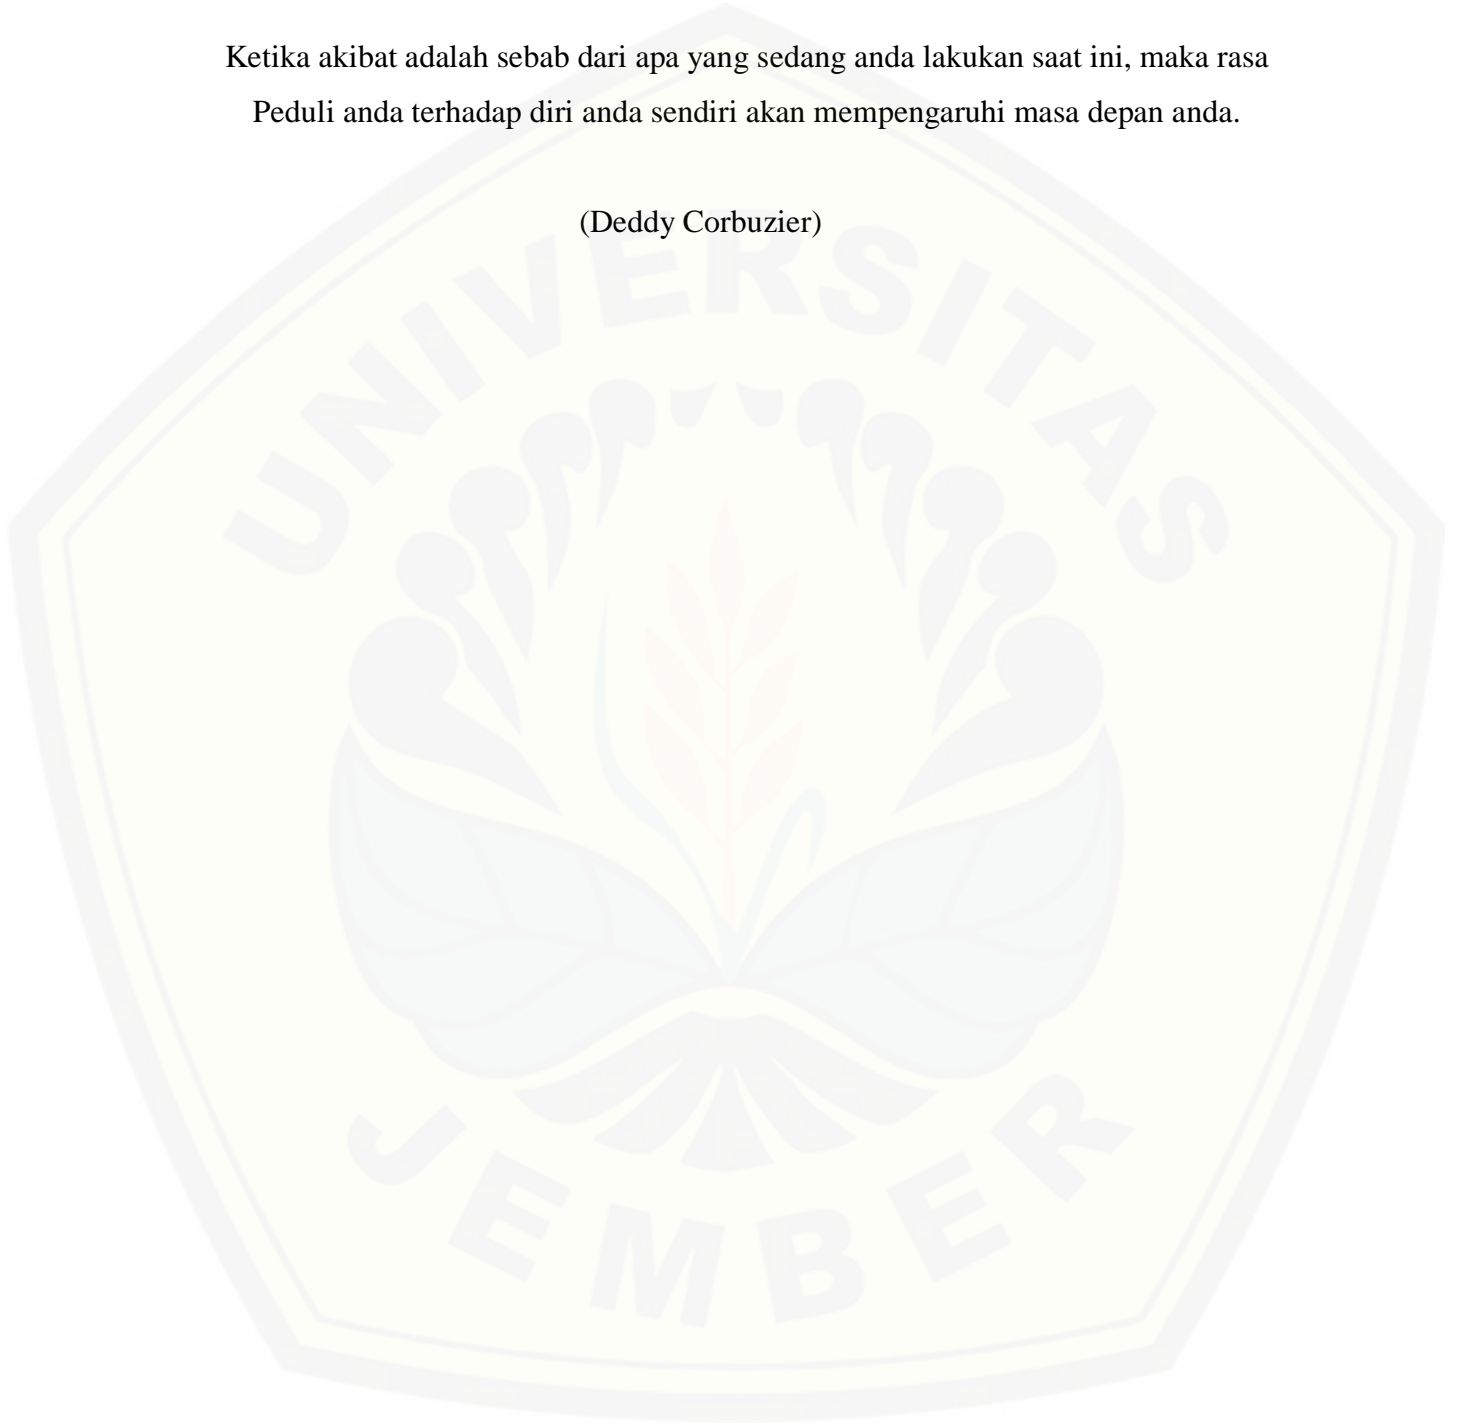 Ketika akibat adalah sebab dari apa yang sedang anda lakukan saat ini, maka rasa
Peduli anda terhadap diri anda sendiri akan mempengaruhi masa depan anda.
(Deddy Corbuzier)
UNIVERSITAS
JEMBER